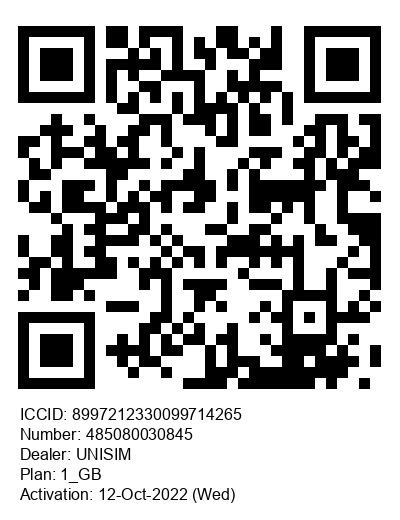 ICCID: 8997212330099714265
Number: 485080030845
Dealer: UNISIM
Plan: 1_GB
Activation: 12-Oct-2022 (Wed)